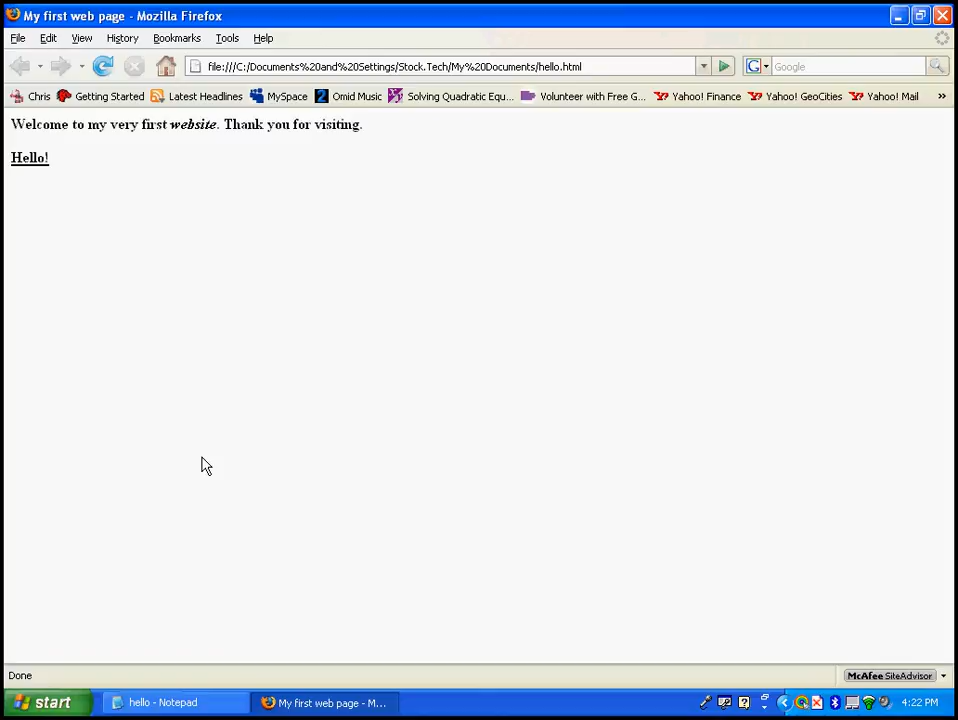 My first web page - Mozilla Firefox
File Edit View History Bookmarks Tools Help
file:///C:/Documents%20and%20Settings/Stock.Tech/My%20Documents/hello.html G Google
Chris Getting Started Latest Headlines MySpace 2 Omid Music Solving Quadratic Equ... Volunteer with Free G... Y! Yahoo! Finance Y! Yahoo! GeoCities Y! Yahoo! Mail »
Welcome to my very first website. Thank you for visiting.
Hello!
Done McAfee SiteAdvisor
start hello - Notepad My first web page - M... 4:22 PM